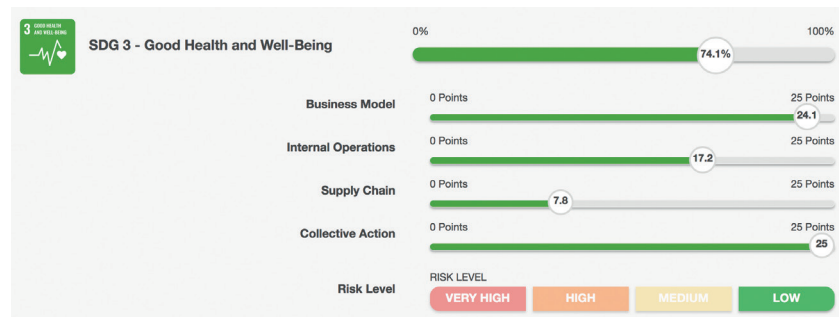 3 GOOD HEALTH
AND WELL-BEING
SDG 3 - Good Health and Well-Being
0%
100%
74.1%
Business Model
0 Points
25 Points
24.1
Internal Operations
0 Points
25 Points
17.2
Supply Chain
0 Points
25 Points
7.8
Collective Action
0 Points
25 Points
25
Risk Level
RISK LEVEL
VERY HIGH
HIGH
MEDIUM
LOW